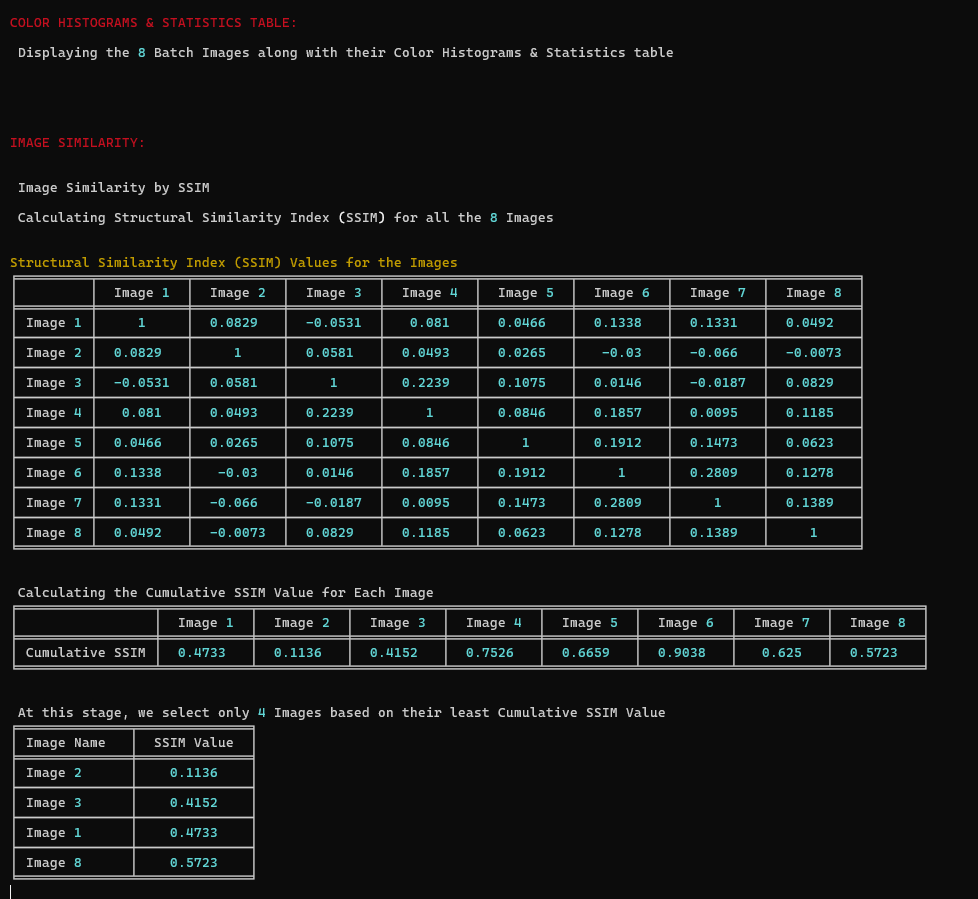 COLOR HISTOGRAMS & STATISTICS TABLE:
Displaying the 8 Batch Images along with their Color Histograms & Statistics table
IMAGE SIMILARITY:
Image Similarity by SSIM
Calculating Structural Similarity Index (SSIM) for all the 8 Images
Structural Similarity Index (SSIM) Values for the Images
Image 1 Image 2 Image 3 Image 4 Image 5 Image 6 Image 7 Image 8
Image 1 1 0.0829 -0.0531 0.081 0.0466 0.1338 0.1331 0.0492
Image 2 0.0829 1 0.0581 0.0493 0.0265 -0.03 -0.066 -0.0073
Image 3 -0.0531 0.0581 1 0.2239 0.1075 0.0146 -0.0187 0.0829
Image 4 0.081 0.0493 0.2239 1 0.0846 0.1857 0.0095 0.1185
Image 5 0.0466 0.0265 0.1075 0.0846 1 0.1912 0.1473 0.0623
Image 6 0.1338 -0.03 0.0146 0.1857 0.1912 1 0.2809 0.1278
Image 7 0.1331 -0.066 -0.0187 0.0095 0.1473 0.2809 1 0.1389
Image 8 0.0492 -0.0073 0.0829 0.1185 0.0623 0.1278 0.1389 1
Calculating the Cumulative SSIM Value for Each Image
Image 1 Image 2 Image 3 Image 4 Image 5 Image 6 Image 7 Image 8
Cumulative SSIM 0.4733 0.1136 0.4152 0.7526 0.6659 0.9038 0.625 0.5723
At this stage, we select only 4 Images based on their least Cumulative SSIM Value
Image Name SSIM Value
Image 2 0.1136
Image 3 0.4152
Image 1 0.4733
Image 8 0.5723